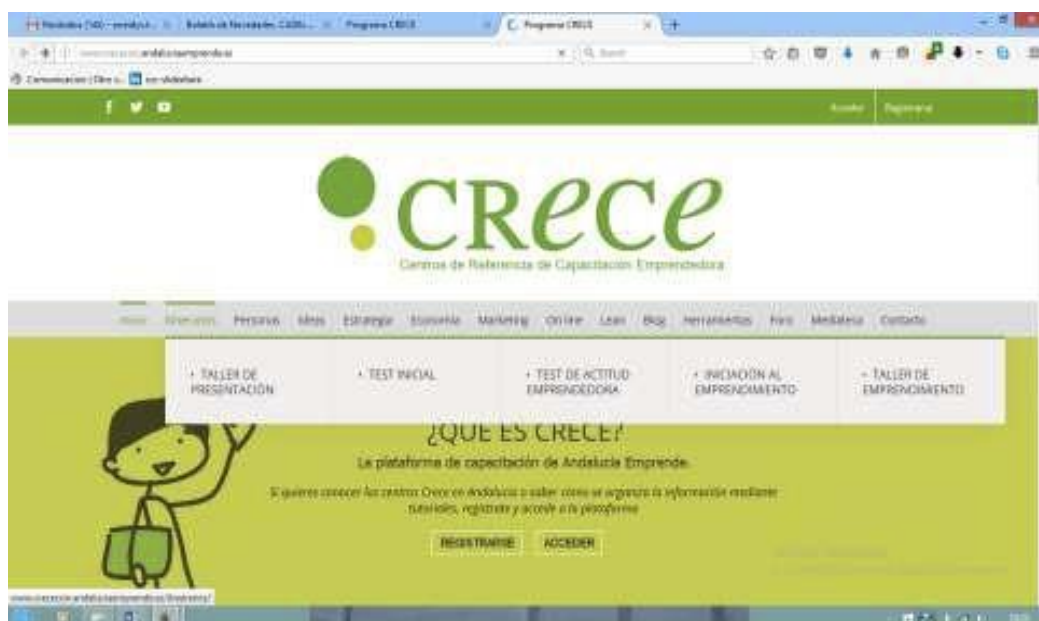 Programa CRECE
Programa CRECE
Acceder Registrarse
CRECE
Centros de Referencia de Capacitación Emprendedora
Inicio Itinerarios Personas Ideas Estrategia Economía Marketing Online Lean Blog Herramientas Foro Mediateca Contacto
TALLER DE PRESENTACIÓN
TEST INICIAL
TEST DE ACTITUD EMPRENDEDORA
INICIACIÓN AL EMPRENDIMIENTO
TALLER DE EMPRENDIMIENTO
¿QUÉ ES CRECE?
La plataforma de capacitación de Andalucía Emprende.
Si quieres conocer los centros Crece en Andalucía o saber cómo se organiza la información mediante
tutoriales, regístrate y accede a la plataforma
REGISTRARSE ACCEDER